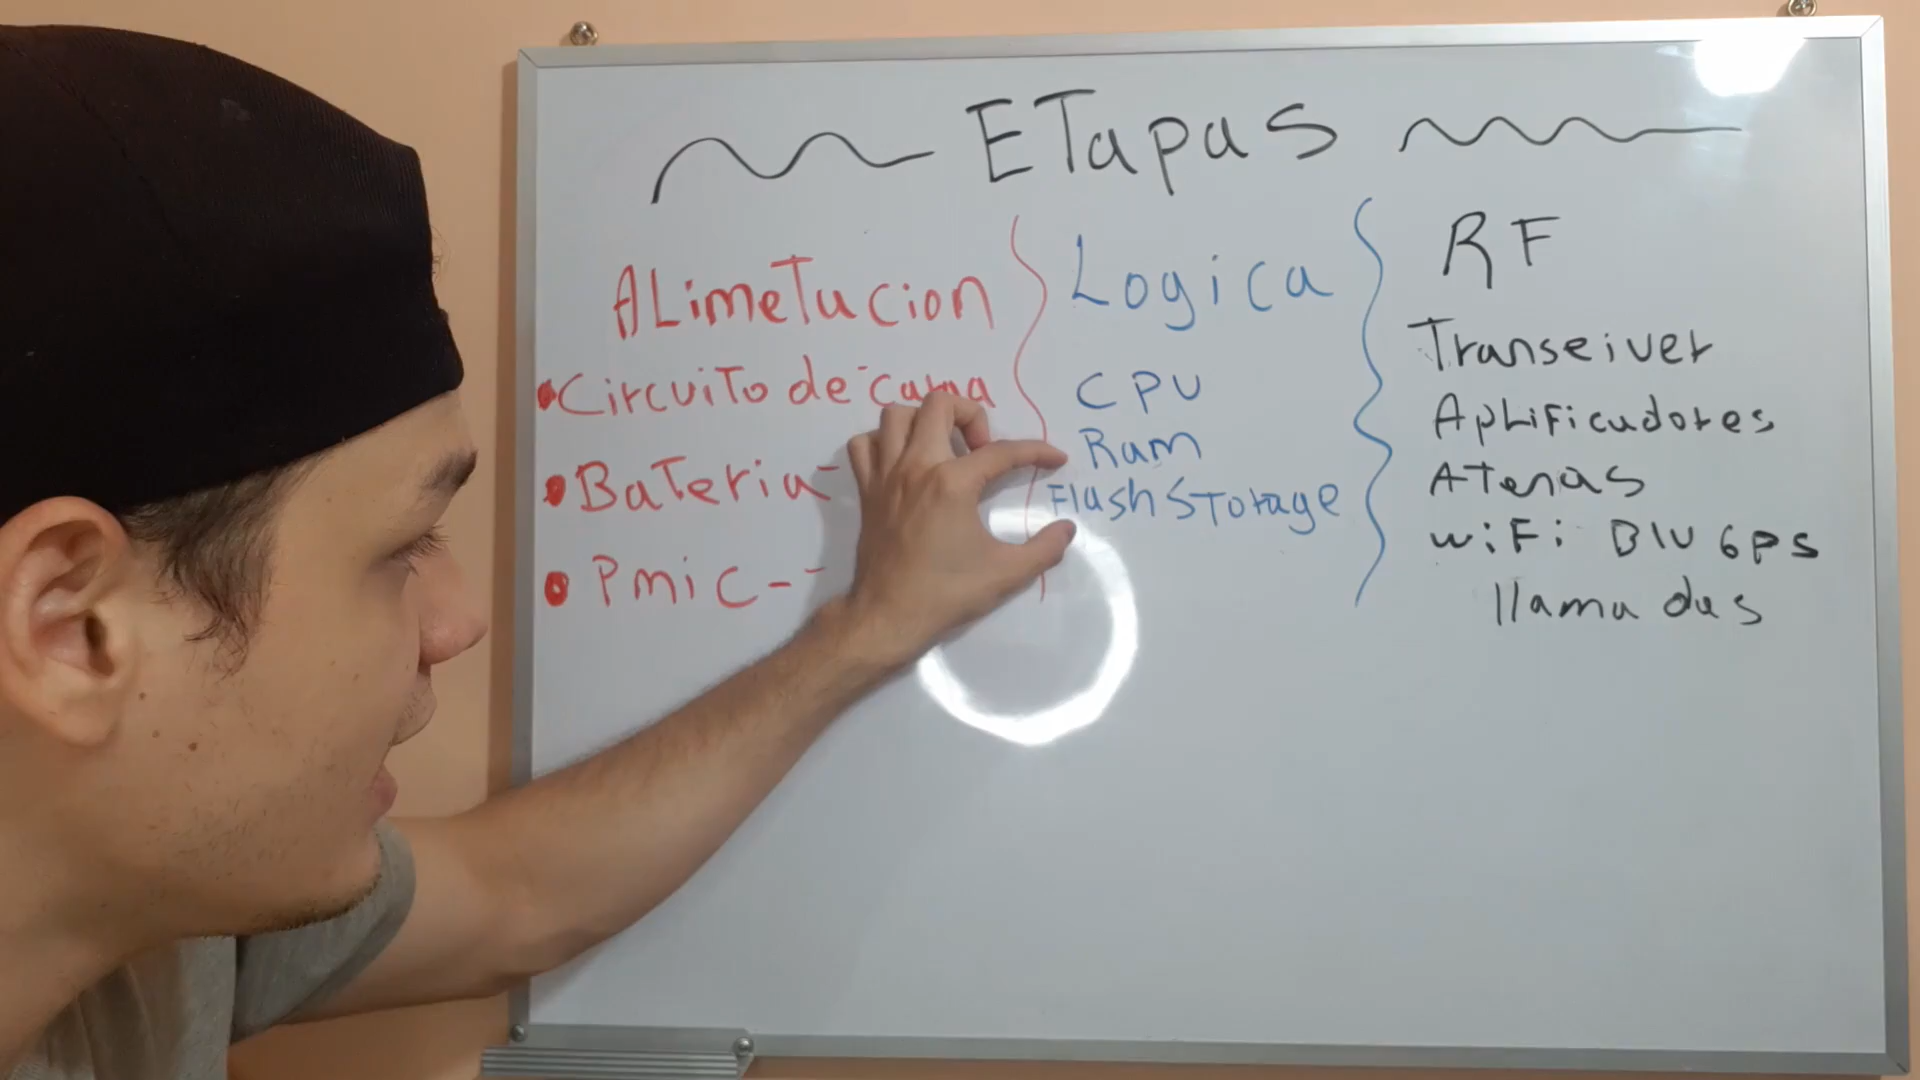 ETapas
ALimeTacion
Circuito de carga
BaTeria-
Pmic--
Logica
CPU
Ram
Flash STorage
RF
Transeiver
Aplificadores
ATenas
wiFi Blu Gps
llamadas